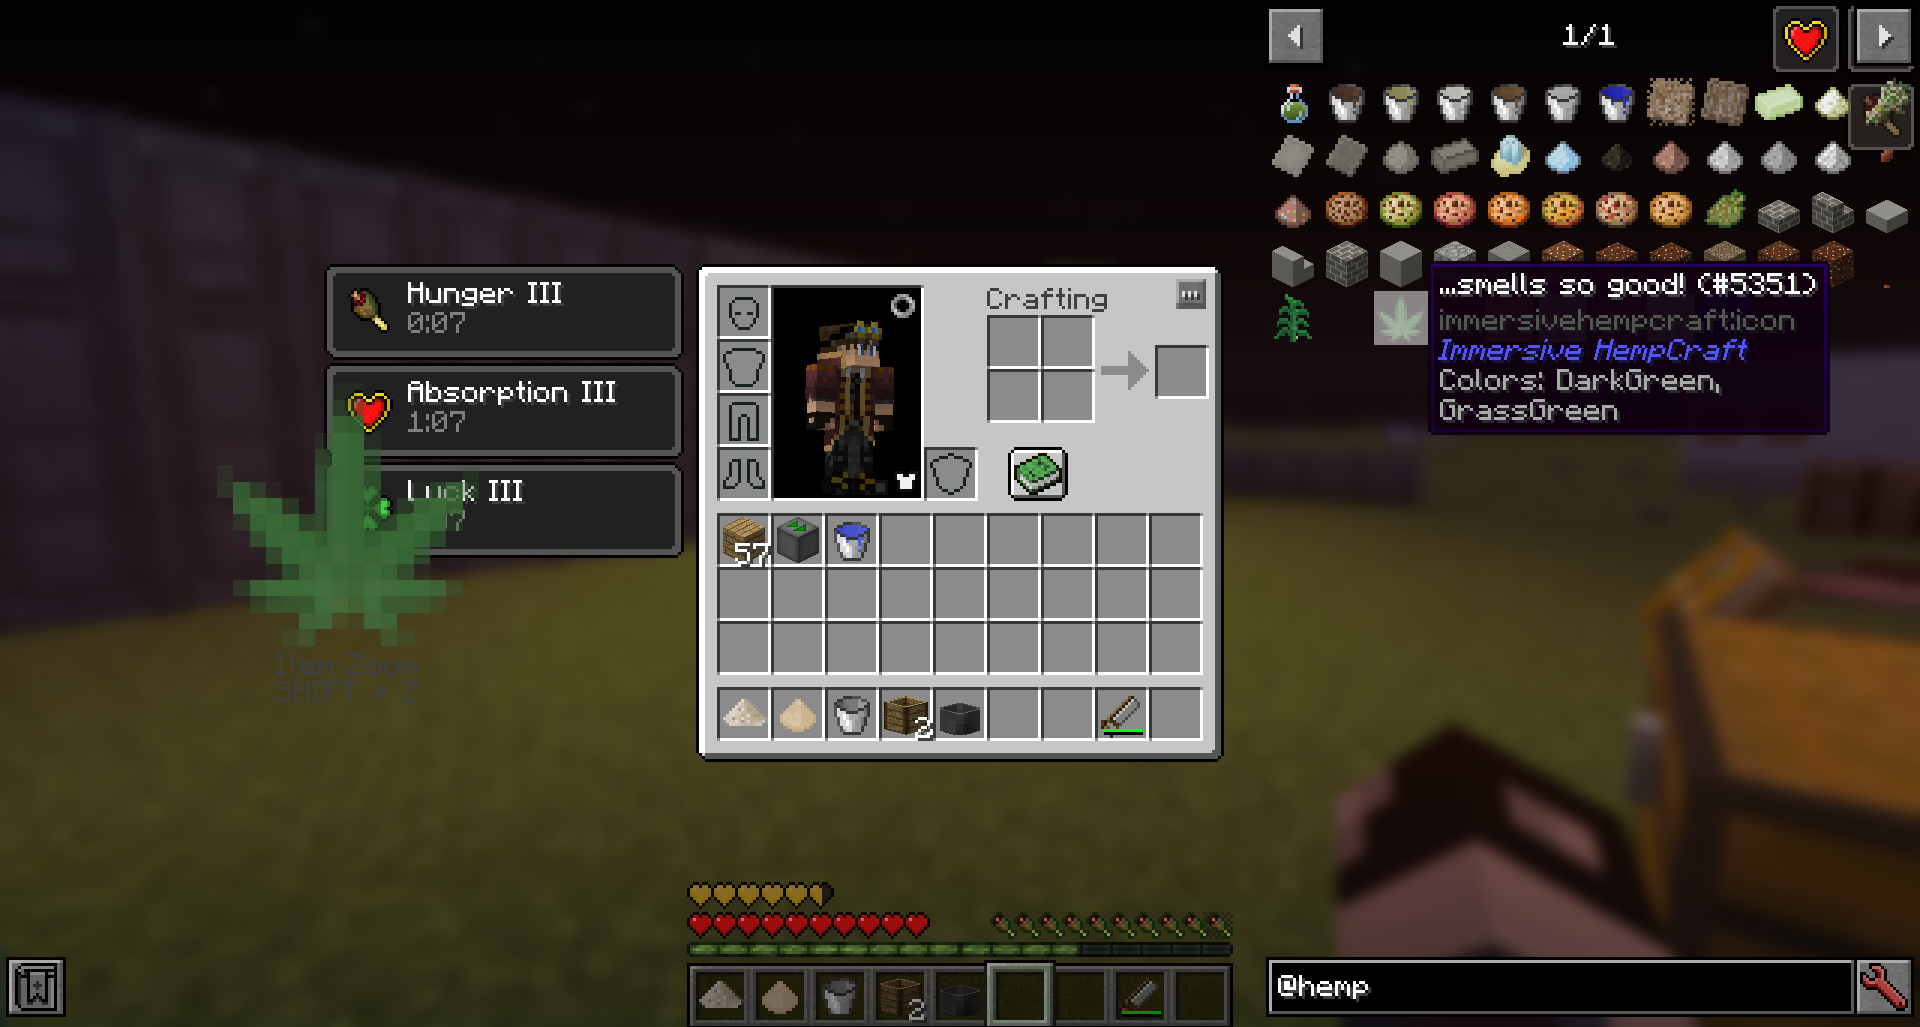 1/1
...smells so good! (#5351)
immersivehempcraft:icon
Immersive HempCraft
Colors: DarkGreen,
GrassGreen
Hunger III
0:07
Absorption III
1:07
Luck III
7
Crafting
57
Item Zoom
SHIFT + Z
2
2
@hemp